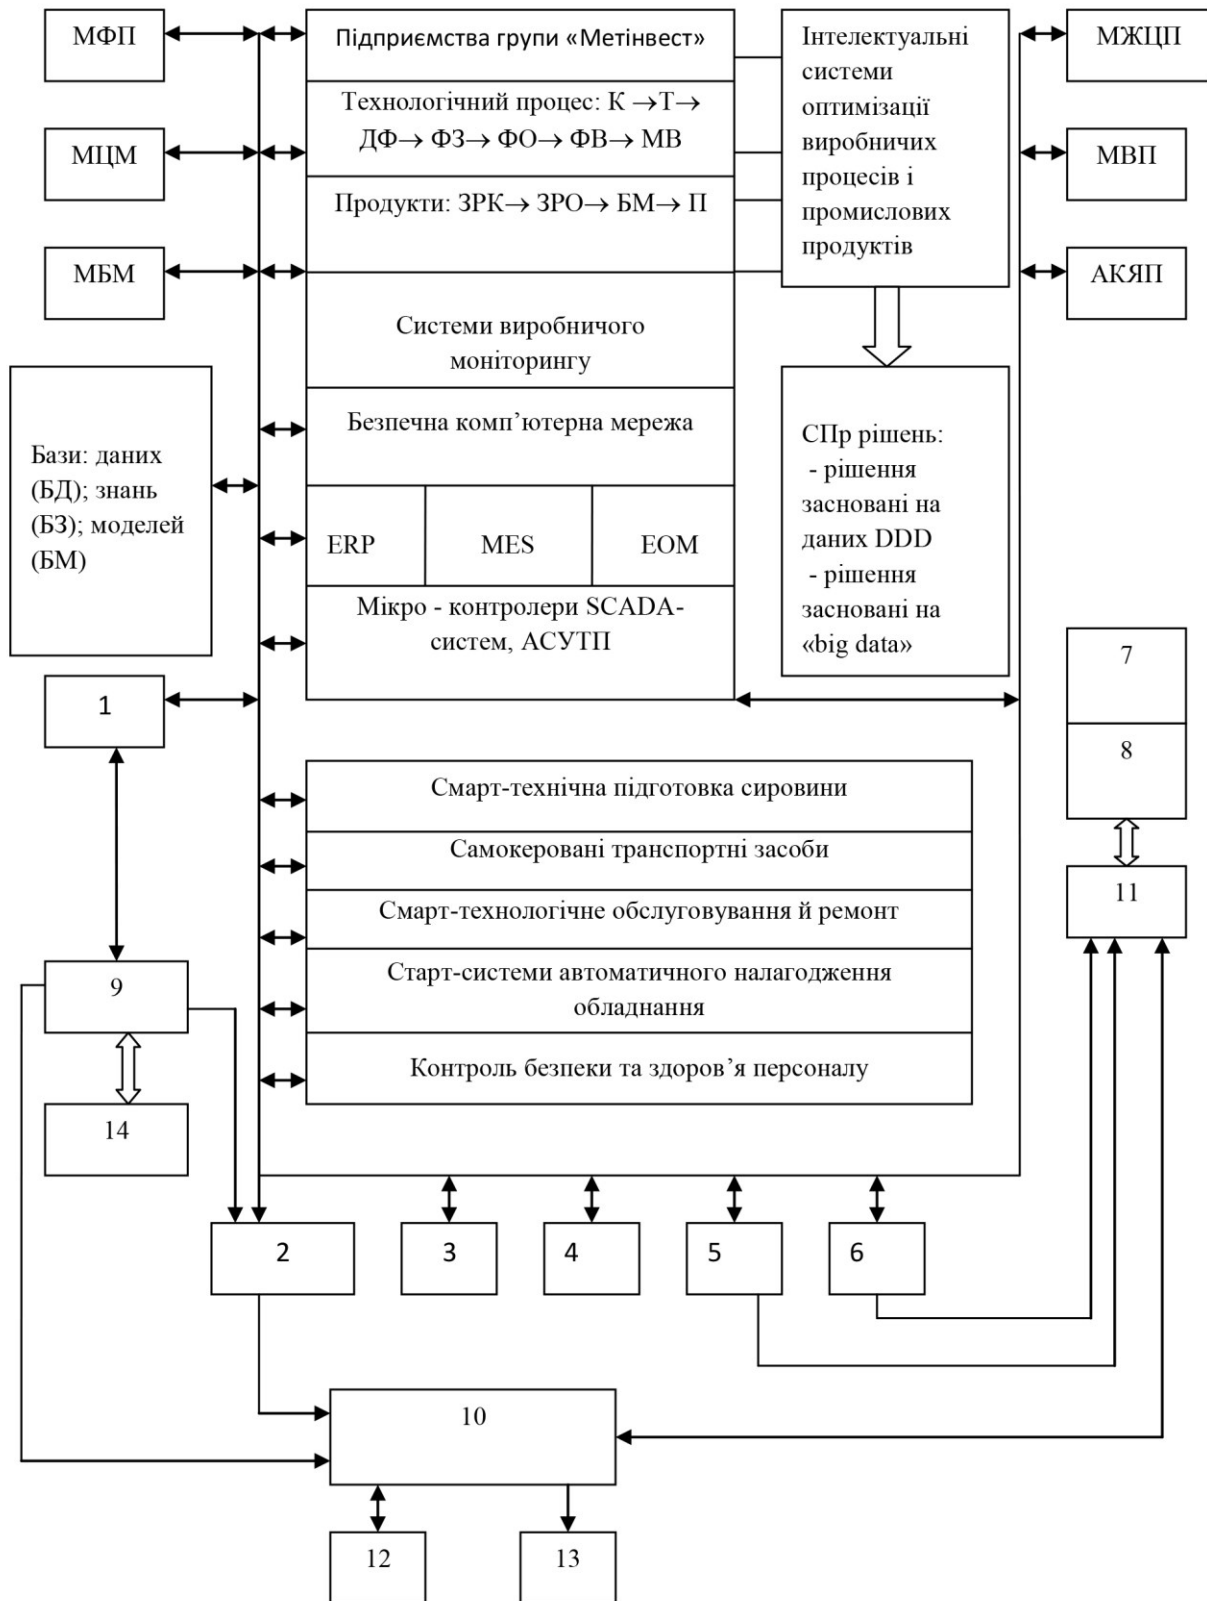 МФП
Підприємства групи «Метінвест»
Інтелектуальні
системи
оптимізації
виробничих
процесів і
промислових
продуктів
МЖЦП
Технологічний процес: К →Т→
ДФ→ ФЗ→ ФО→ ФВ→ МВ
МЦМ
МВП
Продукти: ЗРК→ ЗРО→ БМ→ П
МБМ
АКЯП
Системи виробничого
моніторингу
Безпечна комп’ютерна мережа
Бази: даних
(БД); знань
(БЗ); моделей
(БМ)
СПр рішень:
- рішення
засновані на
даних DDD
- рішення
засновані на
«big data»
ERP MES ЕОМ
Мікро - контролери SCADA-
систем, АСУТП
7
1
8
Смарт-технічна підготовка сировини
Самокеровані транспортні засоби
11
Смарт-технологічне обслуговування й ремонт
9
Старт-системи автоматичного налагодження
обладнання
Контроль безпеки та здоров’я персоналу
14
2
3
4
5
6
10
12
13